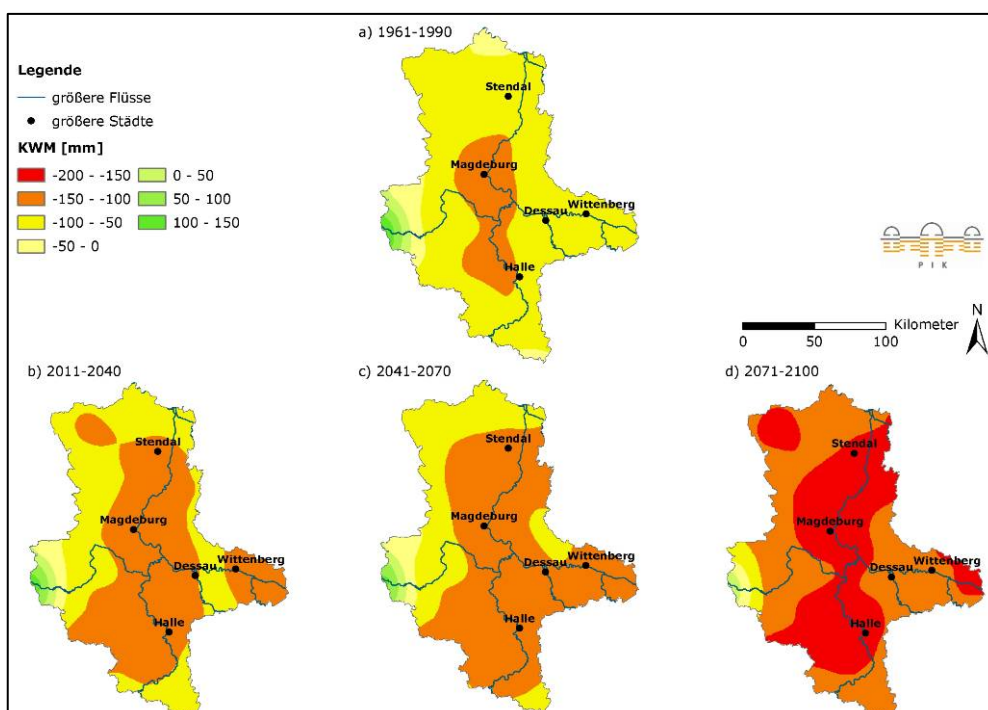 a) 1961-1990
Legende
größere Flüsse
größere Städte
KWM [mm]
-200 - -150
-150 - -100
-100 - -50
-50 - 0
0 - 50
50 - 100
100 - 150
Stendal
Magdeburg
Dessau
Wittenberg
Halle
P I K
Kilometer
0
50
100
N
b) 2011-2040
Stendal
Magdeburg
Dessau
Wittenberg
Halle
c) 2041-2070
Stendal
Magdeburg
Dessau
Wittenberg
Halle
d) 2071-2100
Stendal
Magdeburg
Dessau
Wittenberg
Halle